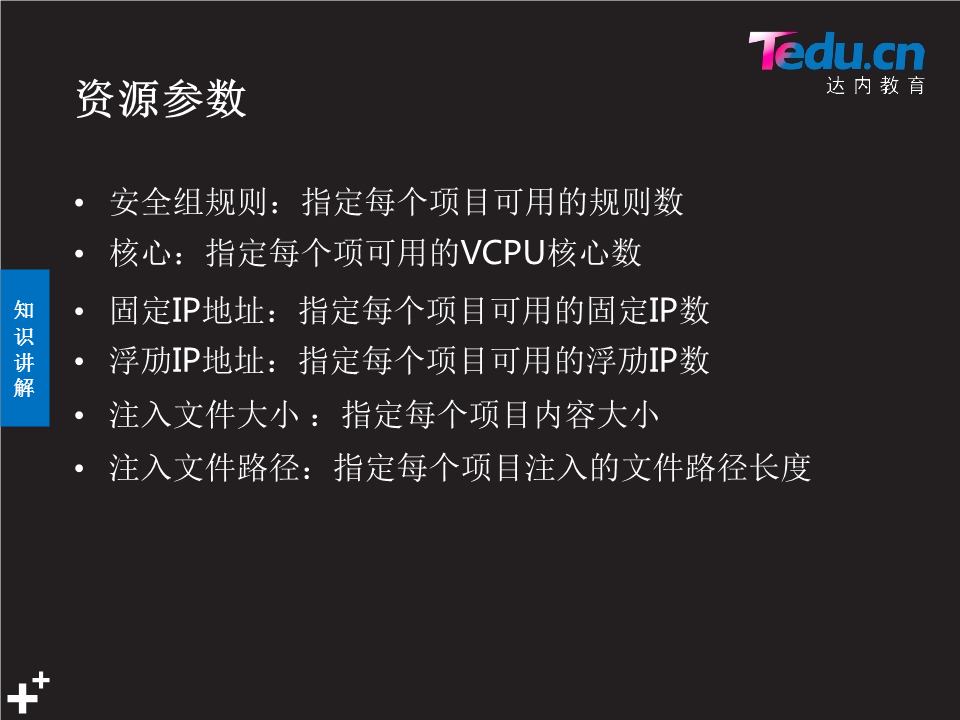 Tedu.cn
达内教育
资源参数
• 安全组规则：指定每个项目可用的规则数
• 核心：指定每个项可用的VCPU核心数
• 固定IP地址：指定每个项目可用的固定IP数
• 浮劢IP地址：指定每个项目可用的浮劢IP数
• 注入文件大小 ：指定每个项目内容大小
• 注入文件路径：指定每个项目注入的文件路径长度
知
识
讲
解